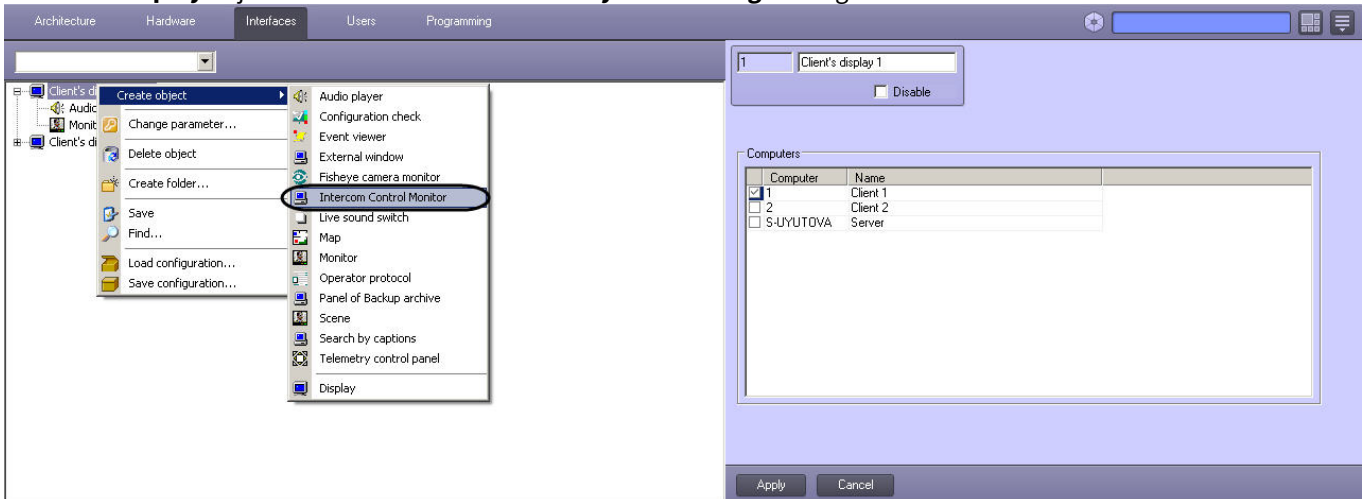 Architecture Hardware Interfaces Users Programming
1 Client's display 1
Disable
Client's d
Audic
Monit
Client's di
Create object
Change parameter...
Delete object
Create folder...
Save
Find...
Load configuration...
Save configuration...
Audio player
Configuration check
Event viewer
External window
Fisheye camera monitor
Intercom Control Monitor
Live sound switch
Map
Monitor
Operator protocol
Panel of Backup archive
Scene
Search by captions
Telemetry control panel
Display
Computers
Computer Name
1 Client 1
2 Client 2
S-UYUTOVA Server
Apply Cancel